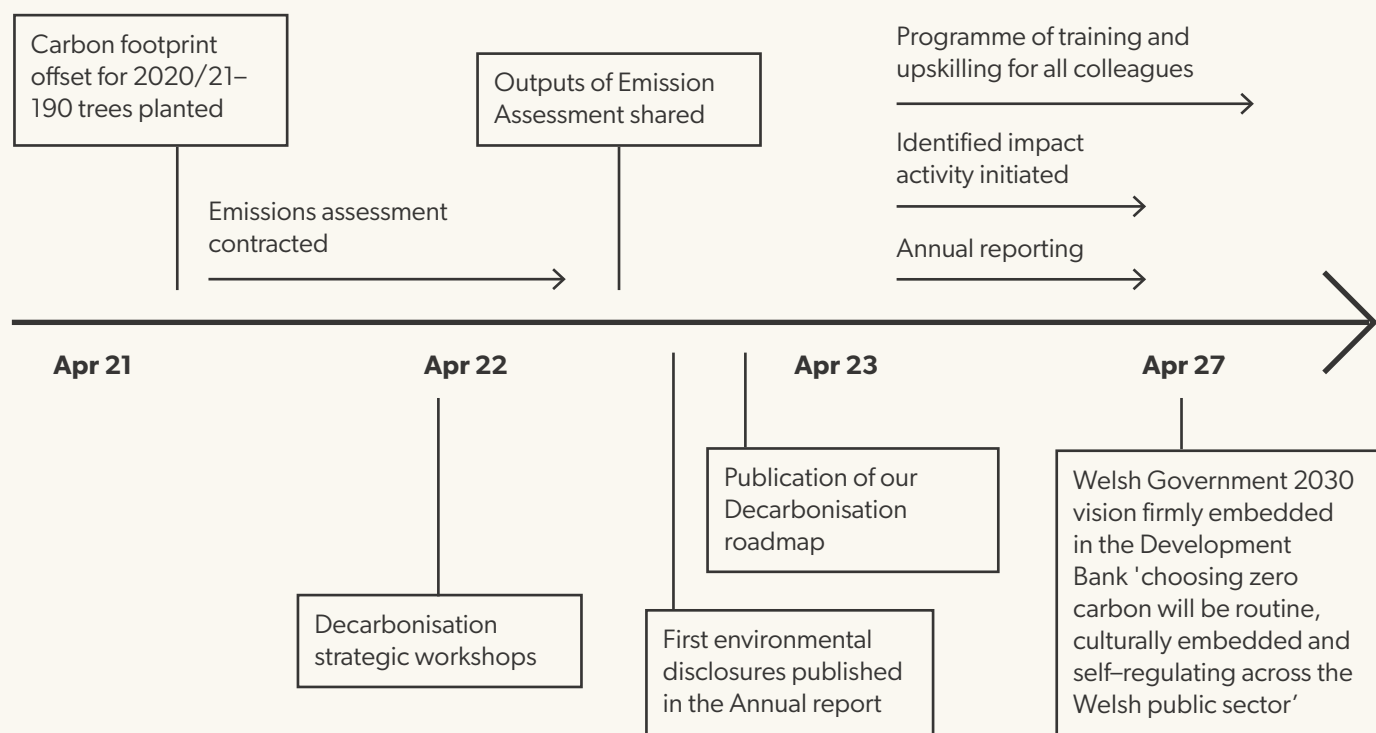 Carbon footprint
offset for 2020/21–
190 trees planted
Outputs of Emission
Assessment shared
Programme of training and
upskilling for all colleagues
Identified impact
activity initiated
Emissions assessment
contracted
Annual reporting
Apr 21
Apr 22
Apr 23
Apr 27
Decarbonisation
strategic workshops
First environmental
disclosures published
in the Annual report
Publication of our
Decarbonisation
roadmap
Welsh Government 2030
vision firmly embedded
in the Development
Bank 'choosing zero
carbon will be routine,
culturally embedded and
self–regulating across the
Welsh public sector’